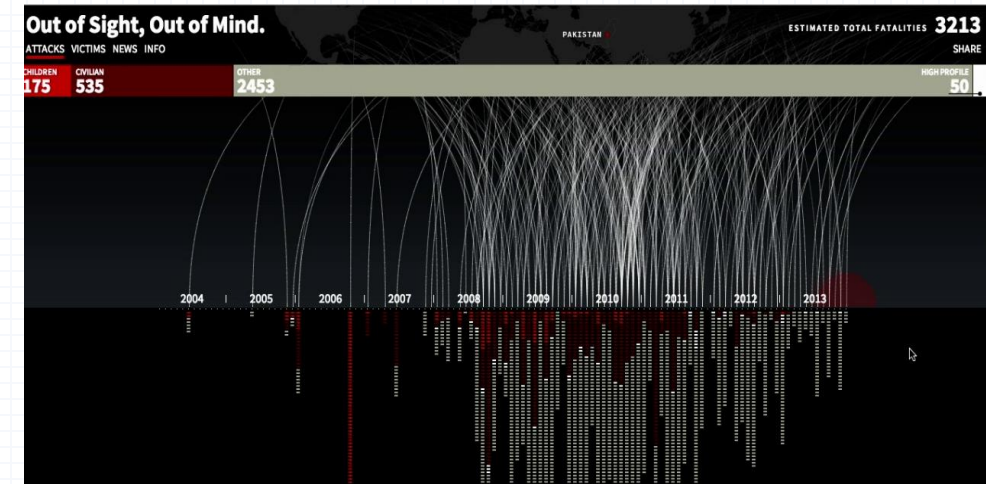 Out of Sight, Out of Mind.
PAKISTAN
ESTIMATED TOTAL FATALITIES 3213
ATTACKS VICTIMS NEWS INFO
SHARE
CHILDREN CIVILIAN OTHER HIGH PROFILE
175 535 2453 50
2004 2005 2006 2007 2008 2009 2010 2011 2012 2013